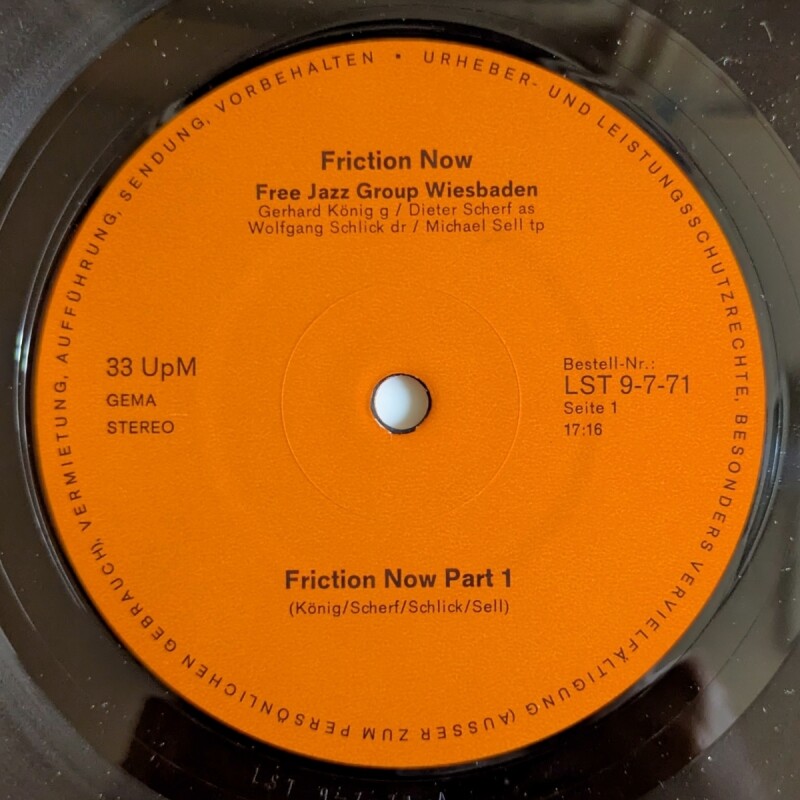 Friction Now
Free Jazz Group Wiesbaden
Gerhard König g / Dieter Scherf as
Wolfgang Schlick dr / Michael Sell tp
33 UpM
GEMA
STEREO
Bestell-Nr.:
LST 9-7-71
Seite 1
17:16
Friction Now Part 1
(König/Scherf/Schlick/Sell)
URHEBER- UND LEISTUNGSSCHUTZRECHTE, BESONDERS VERVIELFÄLTIGUNG (AUSSER ZUM PERSÖNLICHEN GEBRAUCH), VERMIETUNG, AUFFÜHRUNG, SENDUNG, VORBEHALTEN •
LST